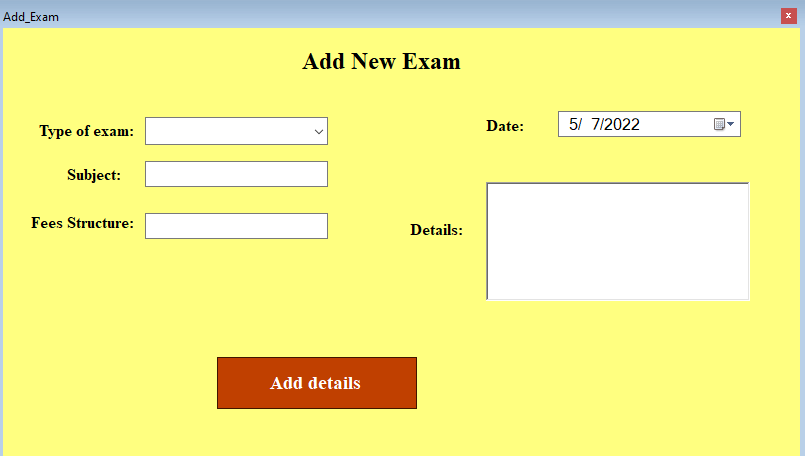 Add_Exam
Add New Exam
Type of exam:
Date: 5/ 7/2022
Subject:
Fees Structure:
Details:
Add details